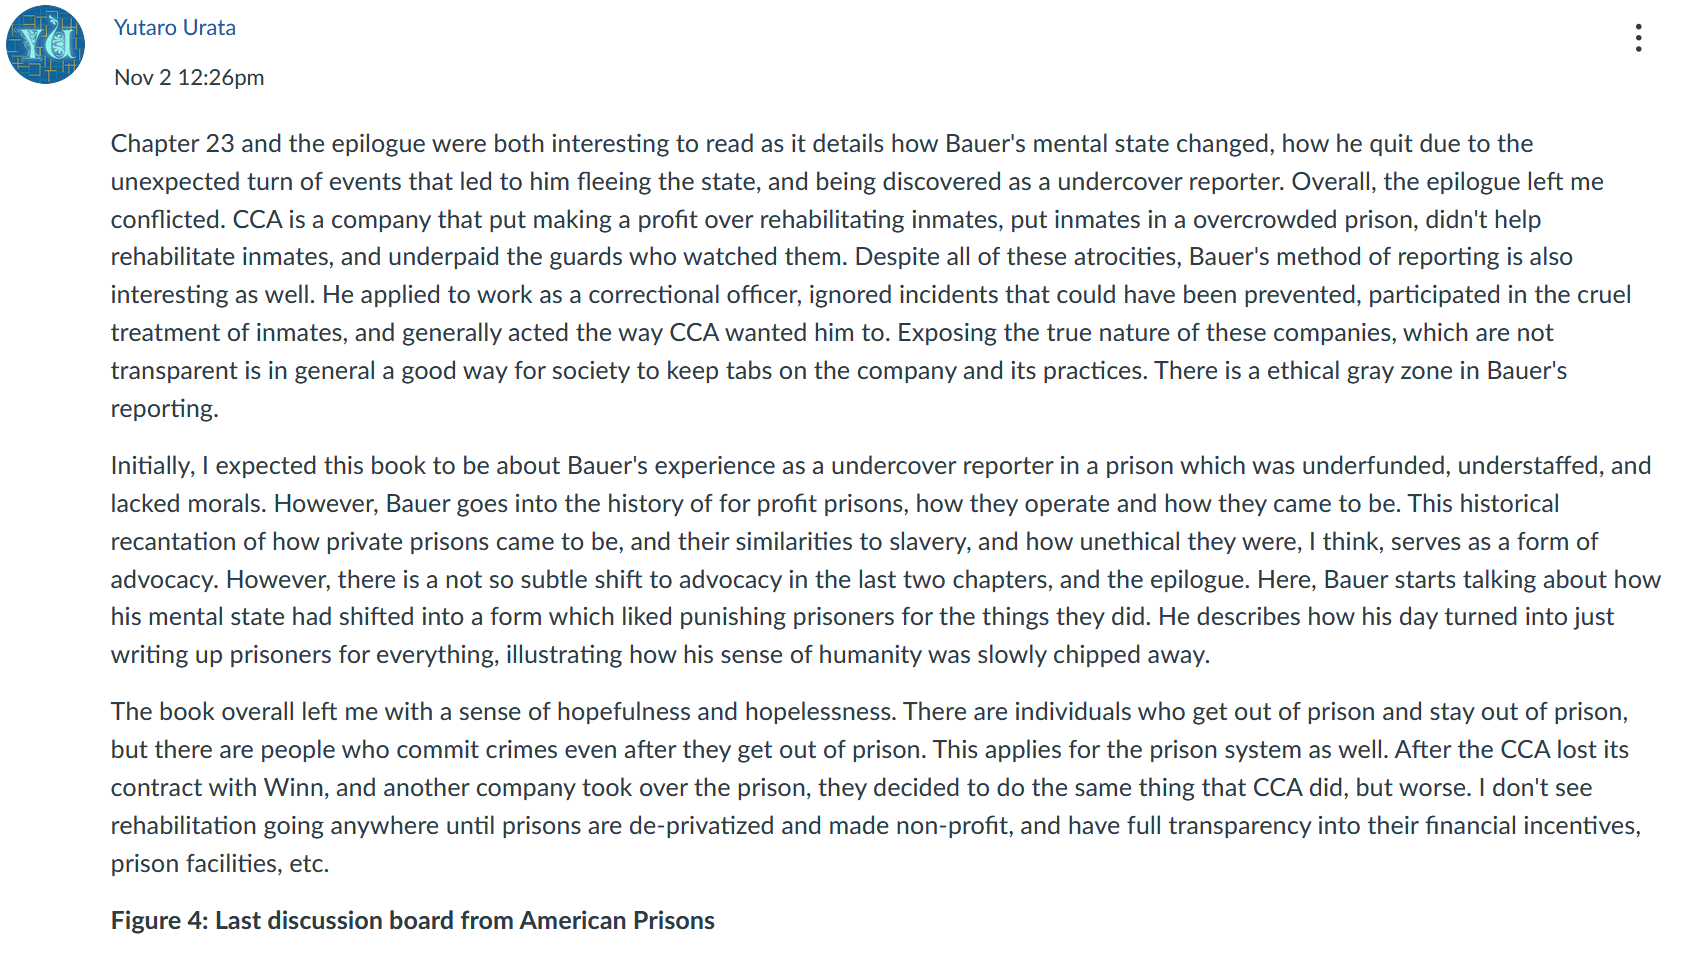 YU
Yutaro Urata
Nov 2 12:26pm
Chapter 23 and the epilogue were both interesting to read as it details how Bauer's mental state changed, how he quit due to the
unexpected turn of events that led to him fleeing the state, and being discovered as a undercover reporter. Overall, the epilogue left me
conflicted. CCA is a company that put making a profit over rehabilitating inmates, put inmates in a overcrowded prison, didn't help
rehabilitate inmates, and underpaid the guards who watched them. Despite all of these atrocities, Bauer's method of reporting is also
interesting as well. He applied to work as a correctional officer, ignored incidents that could have been prevented, participated in the cruel
treatment of inmates, and generally acted the way CCA wanted him to. Exposing the true nature of these companies, which are not
transparent is in general a good way for society to keep tabs on the company and its practices. There is a ethical gray zone in Bauer's
reporting.
Initially, I expected this book to be about Bauer's experience as a undercover reporter in a prison which was underfunded, understaffed, and
lacked morals. However, Bauer goes into the history of for profit prisons, how they operate and how they came to be. This historical
recantation of how private prisons came to be, and their similarities to slavery, and how unethical they were, I think, serves as a form of
advocacy. However, there is a not so subtle shift to advocacy in the last two chapters, and the epilogue. Here, Bauer starts talking about how
his mental state had shifted into a form which liked punishing prisoners for the things they did. He describes how his day turned into just
writing up prisoners for everything, illustrating how his sense of humanity was slowly chipped away.
The book overall left me with a sense of hopefulness and hopelessness. There are individuals who get out of prison and stay out of prison,
but there are people who commit crimes even after they get out of prison. This applies for the prison system as well. After the CCA lost its
contract with Winn, and another company took over the prison, they decided to do the same thing that CCA did, but worse. I don't see
rehabilitation going anywhere until prisons are de-privatized and made non-profit, and have full transparency into their financial incentives,
prison facilities, etc.
Figure 4: Last discussion board from American Prisons